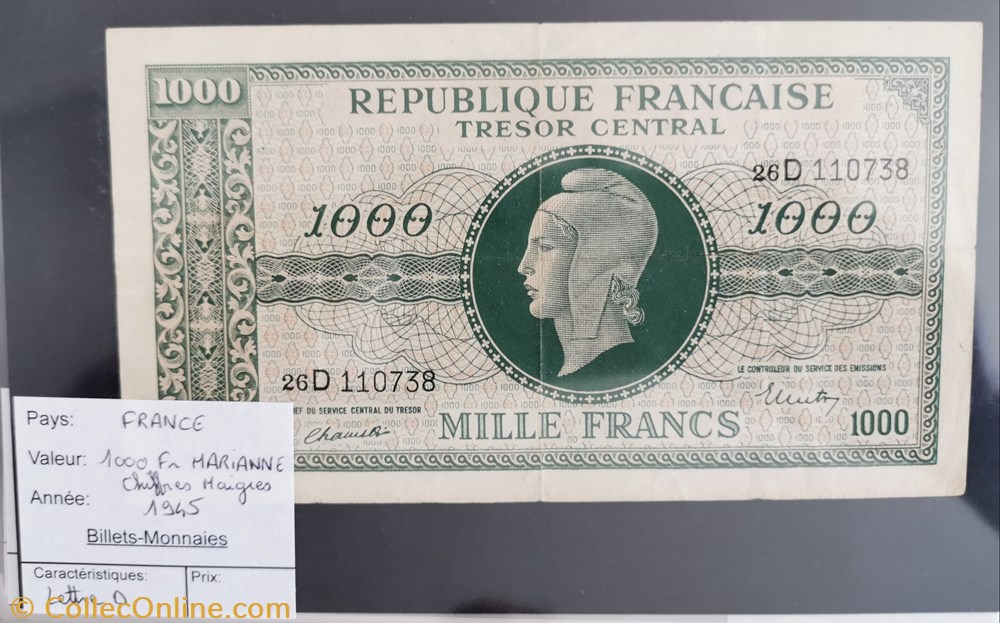 1000
REPUBLIQUE FRANCAISE
TRESOR CENTRAL
26D 110738
1000 1000
26D 110738
LE CONTROLEUR DU SERVICE DES EMISSIONS
EF DU SERVICE CENTRAL DU TRESOR
MILLE FRANCS 1000
Pays: FRANCE
Valeur: 1000 Fr MARIANNE
Chiffres Maigres
Année: 1945
Billets-Monnaies
Caractéristiques: Prix:
Lettre D
© CollecOnline.com